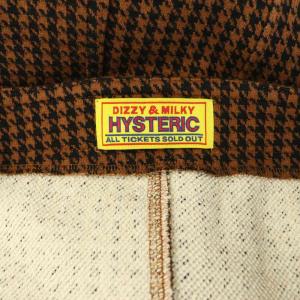 DIZZY & MILKY
HYSTERIC
ALL TICKETS SOLD OUT